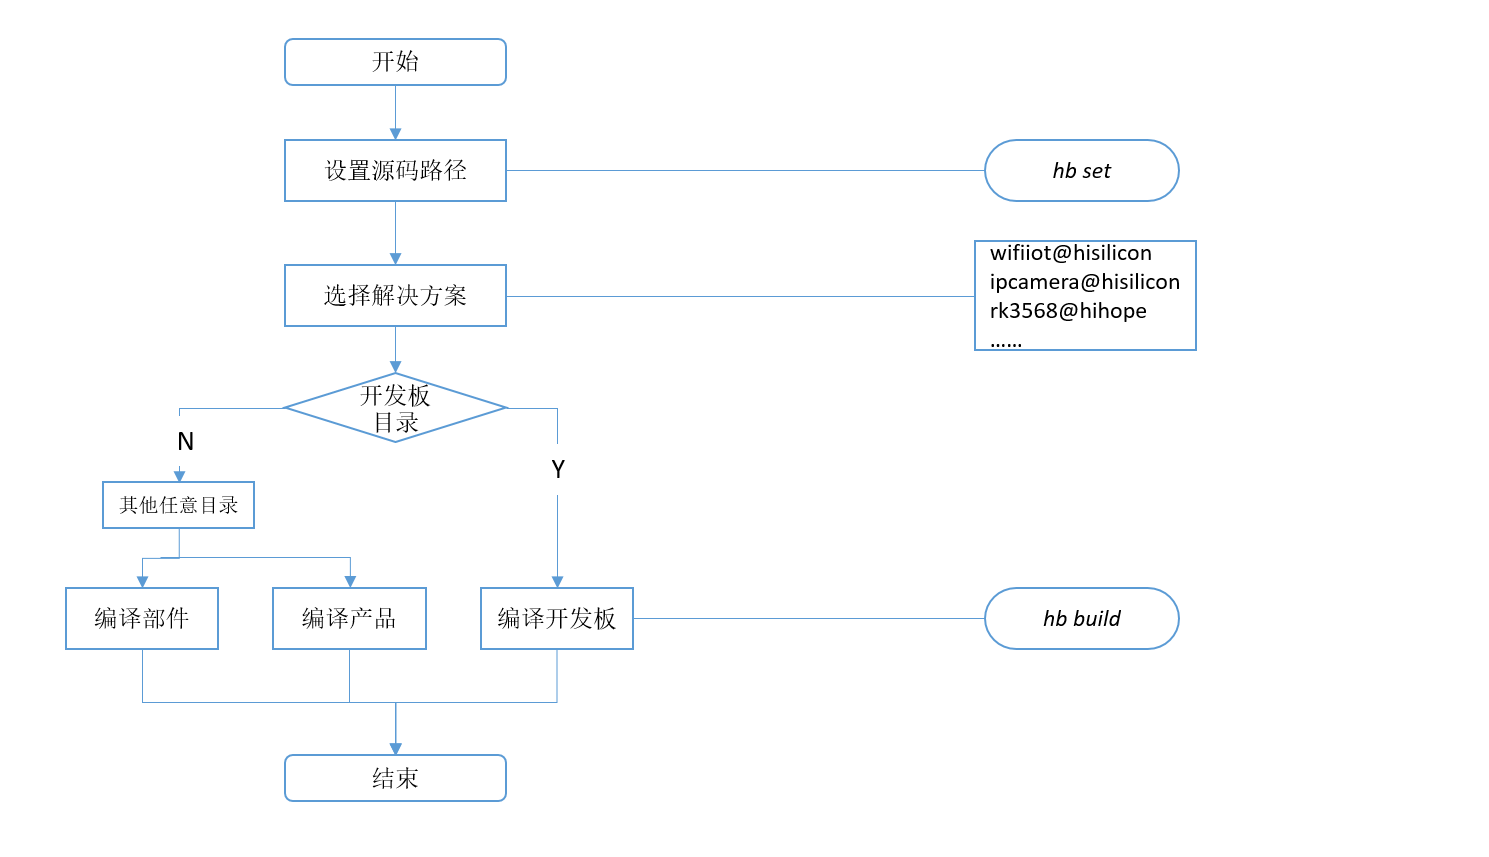 开始
设置源码路径
hb set
选择解决方案
wifiiot@hisilicon
ipcamera@hisilicon
rk3568@hihope
......
开发板
目录
N
Y
其他任意目录
编译部件
编译产品
编译开发板
hb build
结束